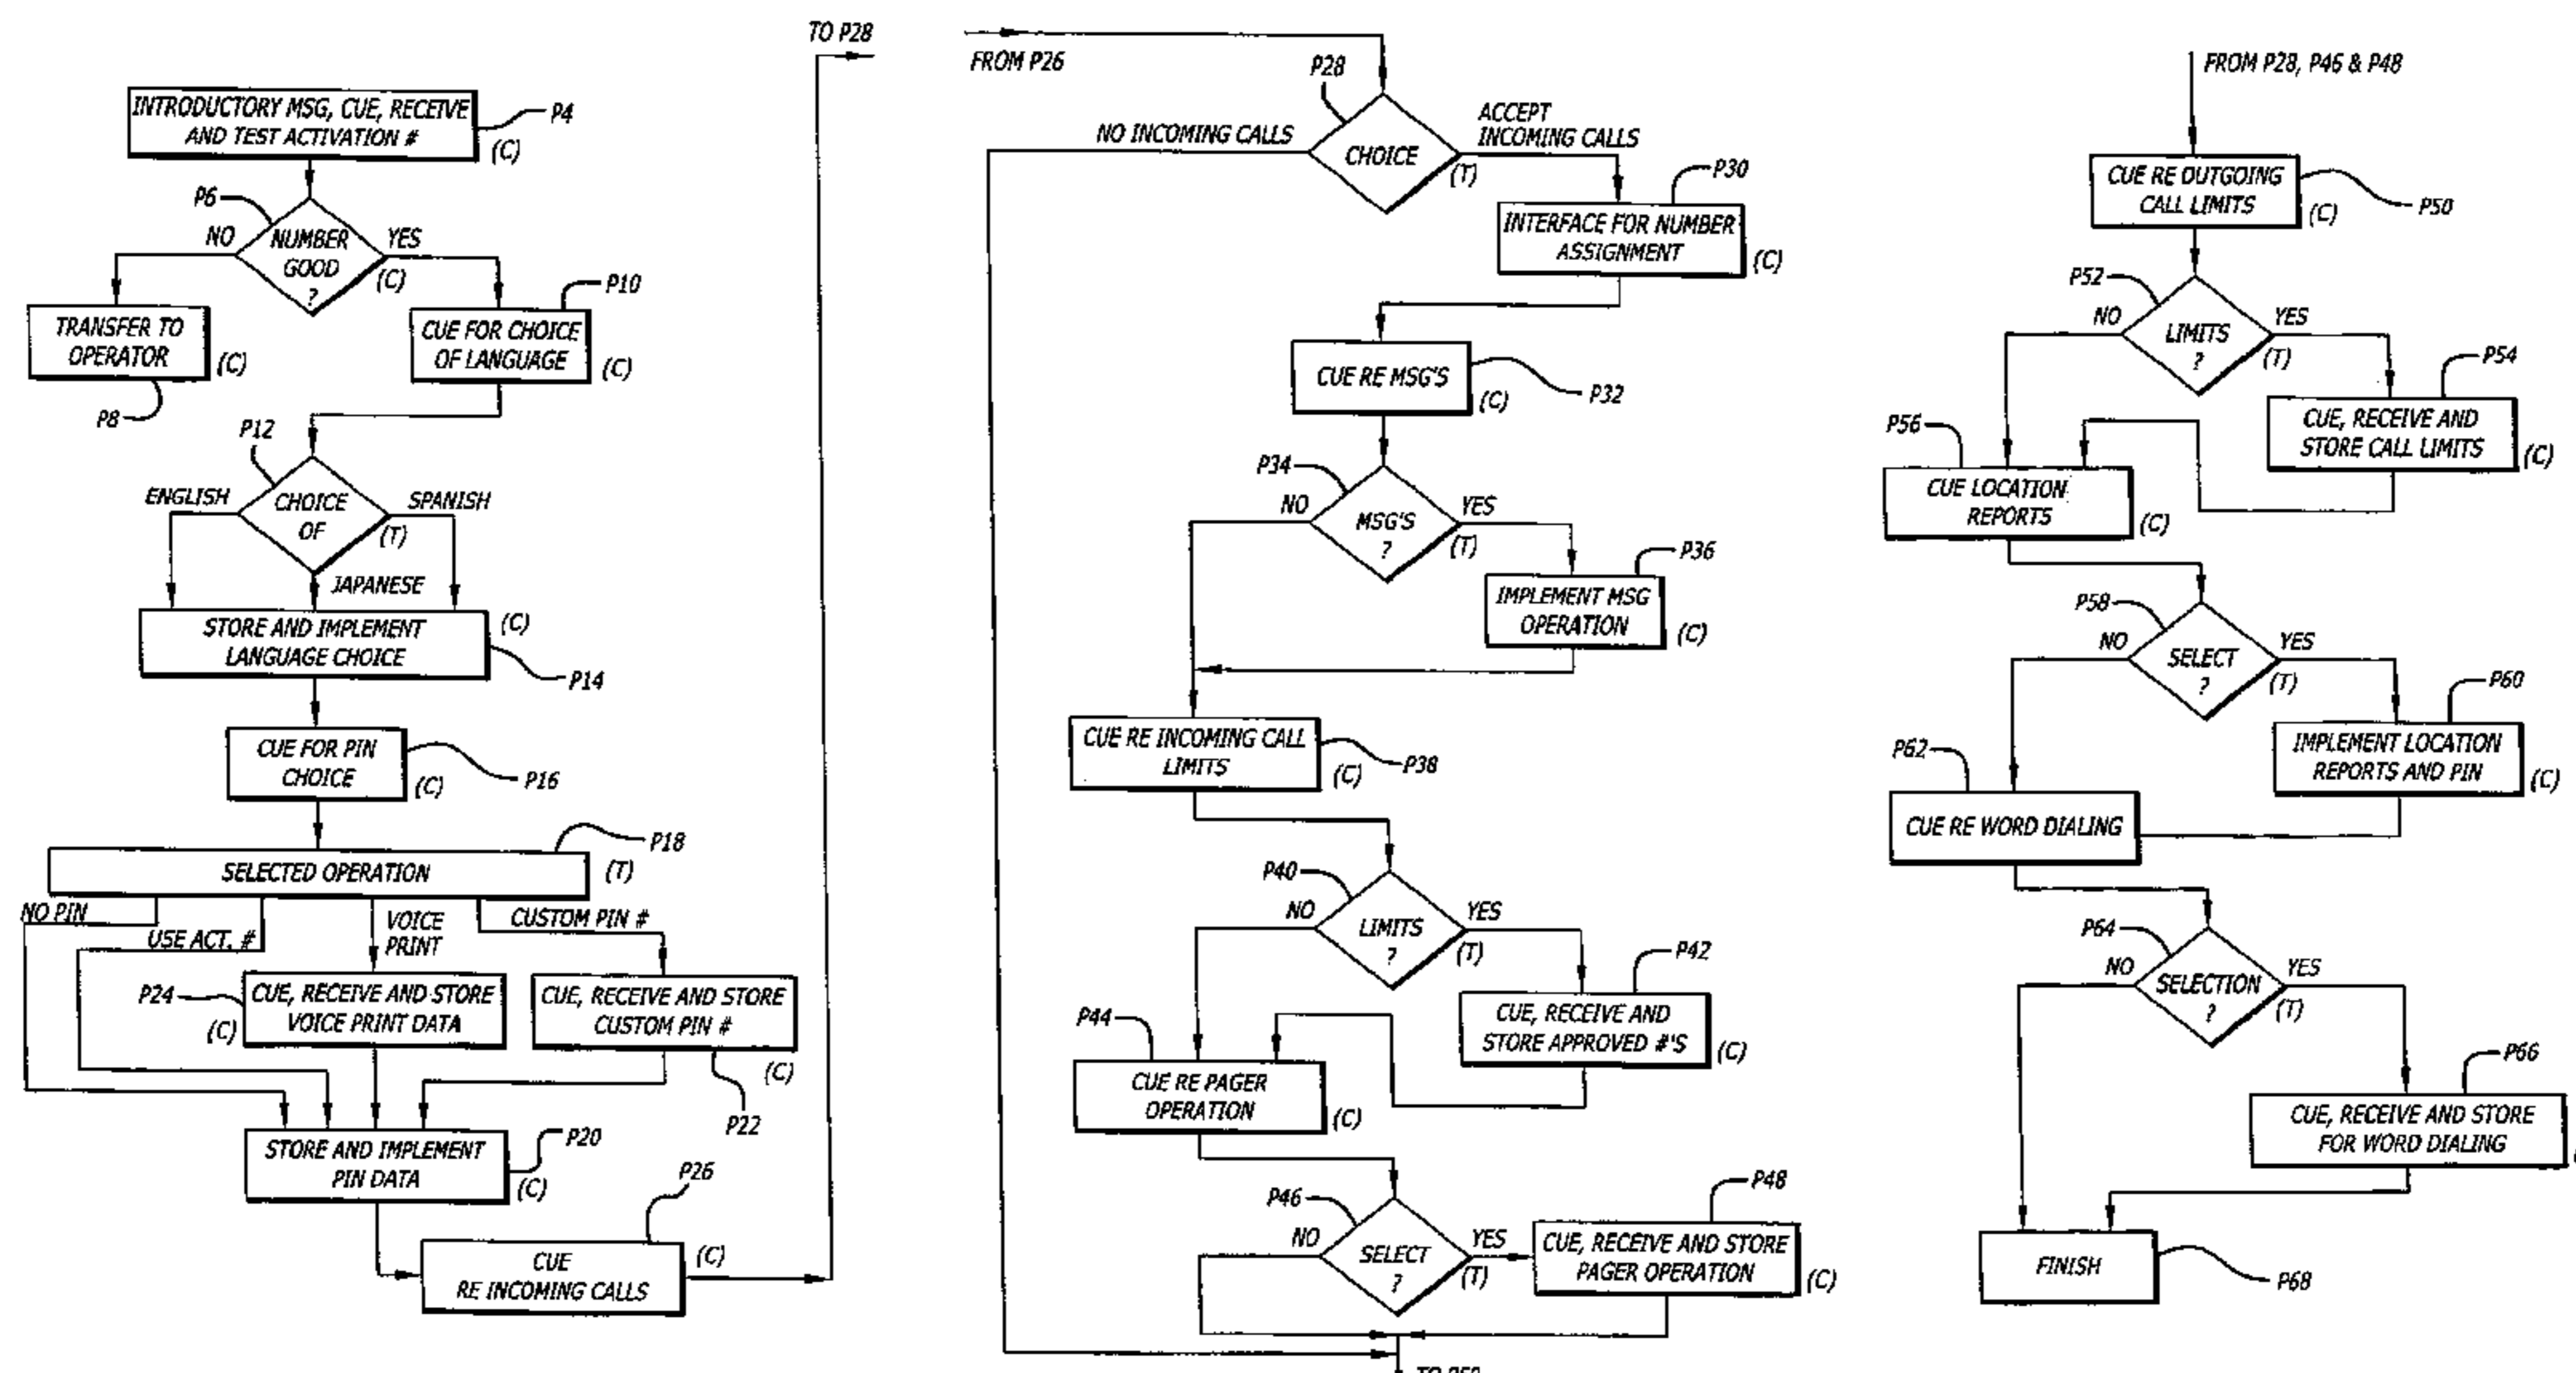 INTRODUCTORY MSG, CUE, RECEIVE
AND TEST ACTIVATION #
P4
(C)
P6
NO
NUMBER
GOOD
?
YES
(C)
TRANSFER TO
OPERATOR
(C)
P8
P10
CUE FOR CHOICE
OF LANGUAGE
(C)
P12
ENGLISH
CHOICE
OF
SPANISH
(T)
JAPANESE
STORE AND IMPLEMENT
LANGUAGE CHOICE
(C)
P14
CUE FOR PIN
CHOICE
(C)
P16
P18
SELECTED OPERATION
(T)
NO PIN
USE ACT. #
VOICE
PRINT
CUSTOM PIN #
P24
(C)
CUE, RECEIVE AND STORE
VOICE PRINT DATA
CUE, RECEIVE AND STORE
CUSTOM PIN #
(C)
P22
STORE AND IMPLEMENT
PIN DATA
P20
(C)
P26
CUE
RE INCOMING CALLS
(C)
TO P28
FROM P26
P28
NO INCOMING CALLS
CHOICE
(T)
ACCEPT
INCOMING CALLS
P30
INTERFACE FOR NUMBER
ASSIGNMENT
(C)
CUE RE MSG'S
(C)
P32
P34
NO
MSG'S
?
YES
(T)
P36
IMPLEMENT MSG
OPERATION
(C)
CUE RE INCOMING CALL
LIMITS
(C)
P38
P40
NO
LIMITS
?
YES
(T)
P42
CUE, RECEIVE AND
STORE APPROVED #'S
(C)
P44
CUE RE PAGER
OPERATION
(C)
P46
NO
SELECT
?
YES
(T)
P48
CUE, RECEIVE AND STORE
PAGER OPERATION
(C)
FROM P28, P46 & P48
CUE RE OUTGOING
CALL LIMITS
(C)
P50
P52
NO
LIMITS
?
YES
(T)
P54
CUE, RECEIVE AND
STORE CALL LIMITS
(C)
P56
CUE LOCATION
REPORTS
(C)
P58
NO
SELECT
?
YES
(T)
P60
IMPLEMENT LOCATION
REPORTS AND PIN
(C)
P62
CUE RE WORD DIALING
P64
NO
SELECTION
?
YES
(T)
P66
CUE, RECEIVE AND STORE
FOR WORD DIALING
FINISH
P68